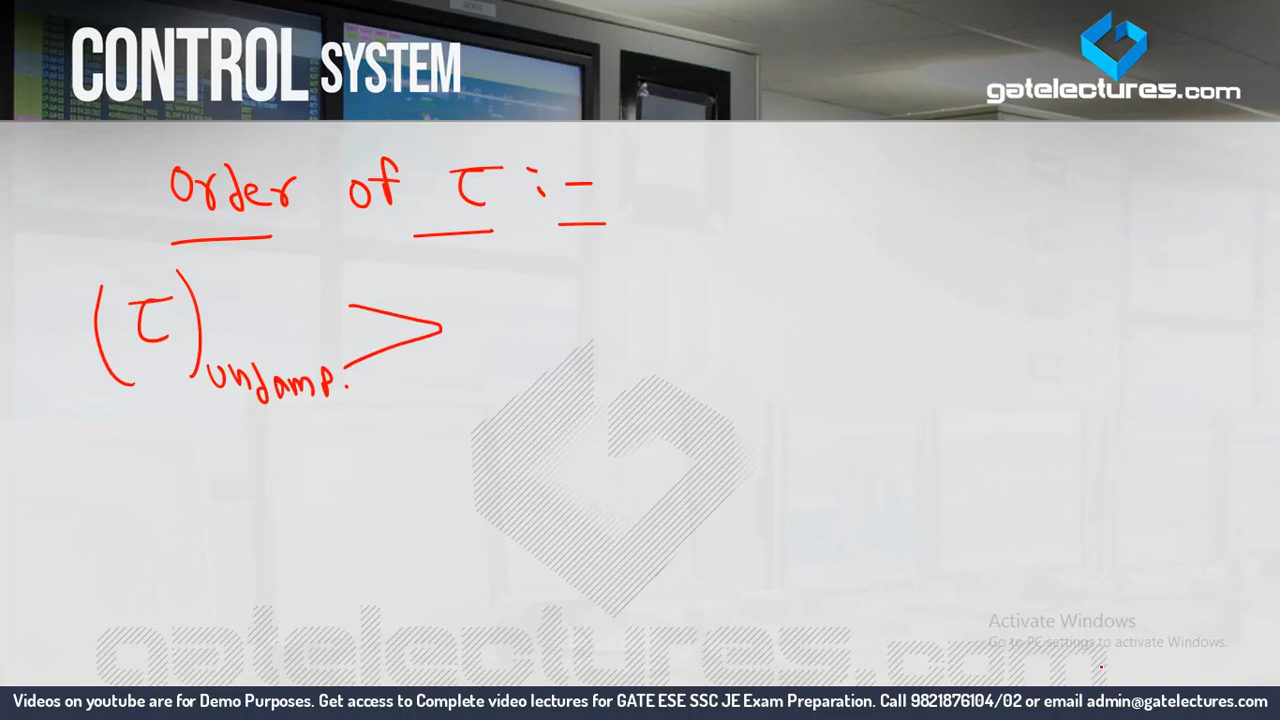 CONTROL SYSTEM
gatelectures.com
order of τ :-
(τ)undamp. >
gatelectures.com
Activate Windows
Go to PC settings to activate Windows.
Videos on youtube are for Demo Purposes. Get access to Complete video lectures for GATE ESE SSC JE Exam Preparation. Call 9821876104/02 or email admin@gatelectures.com